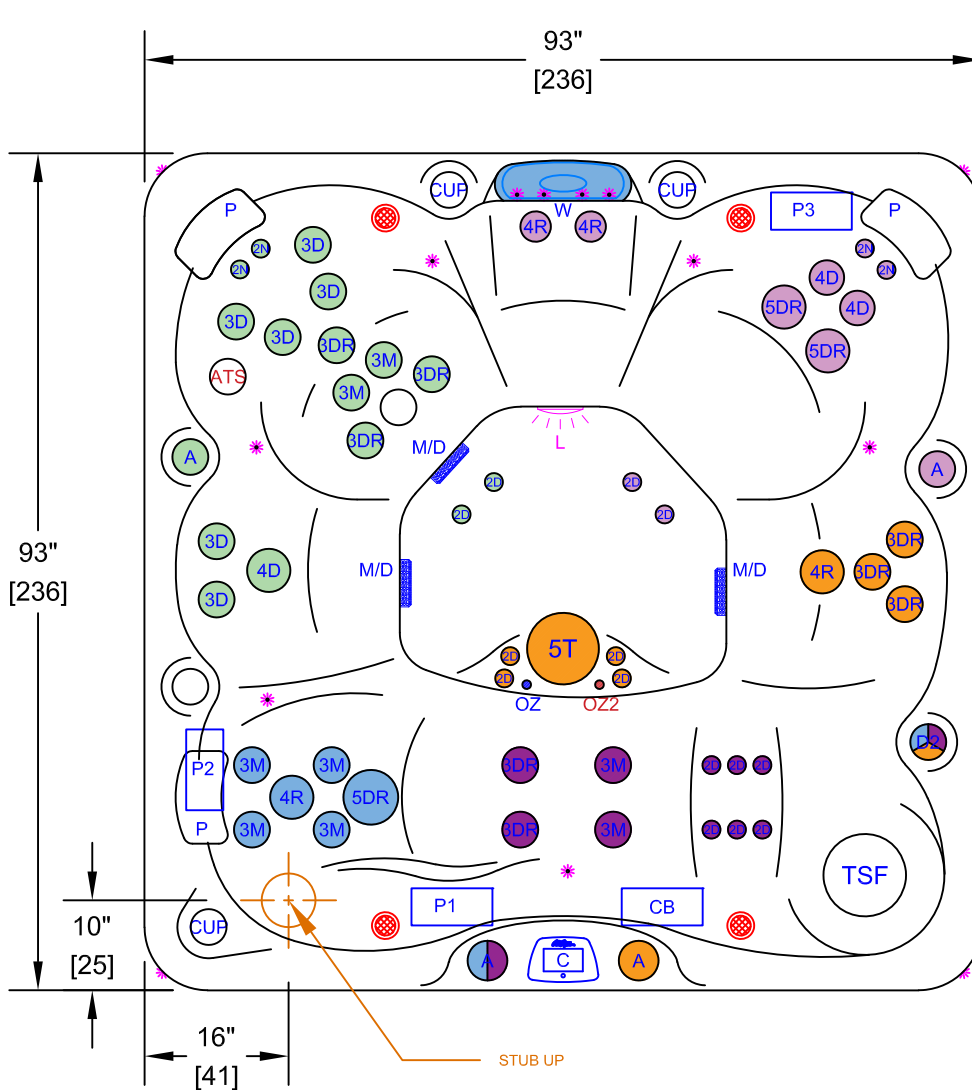 93"
[236]
CUP
CUP
P
W
P3
P
4R
4R
2N
2N
3D
3D
3D
3D
3DR
3M
3DR
3M
3DR
ATS
2N
2N
4D
5DR
4D
5DR
A
M/D
L
A
2D
2D
2D
2D
93"
[236]
3D
4D
3D
M/D
M/D
4R
3DR
3DR
3DR
5T
2D
2D
2D
2D
OZ
OZ2
D2
P2
P
3M
3M
4R
5DR
3M
3M
3DR
3M
3DR
3M
2D
2D
2D
2D
2D
2D
TSF
10"
[25]
CUP
P1
CB
A
C
A
16"
[41]
STUB UP